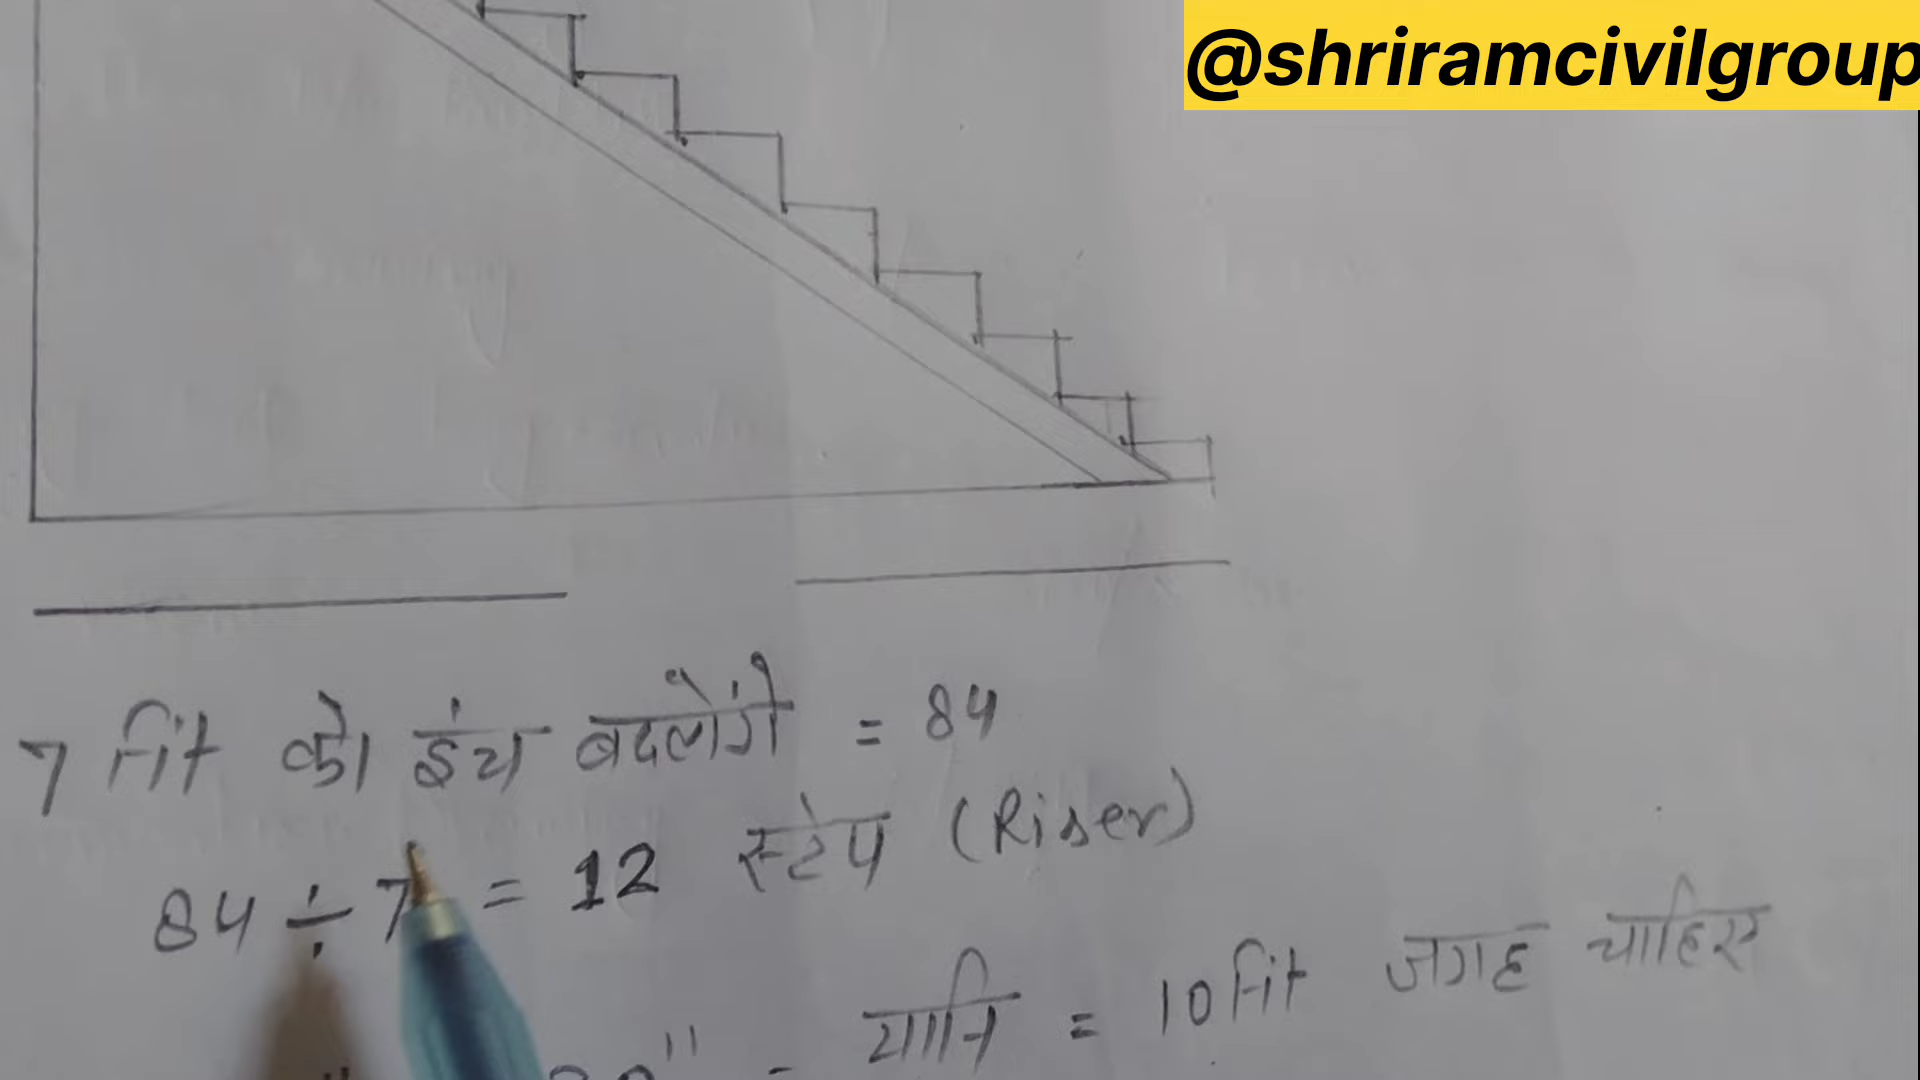 @shriramcivilgroup
7 fit को इंच बदलेंगे = 84
84 ÷ 7 = 12 स्टेप (Riser)
यानि = 10 fit जगह चाहिए